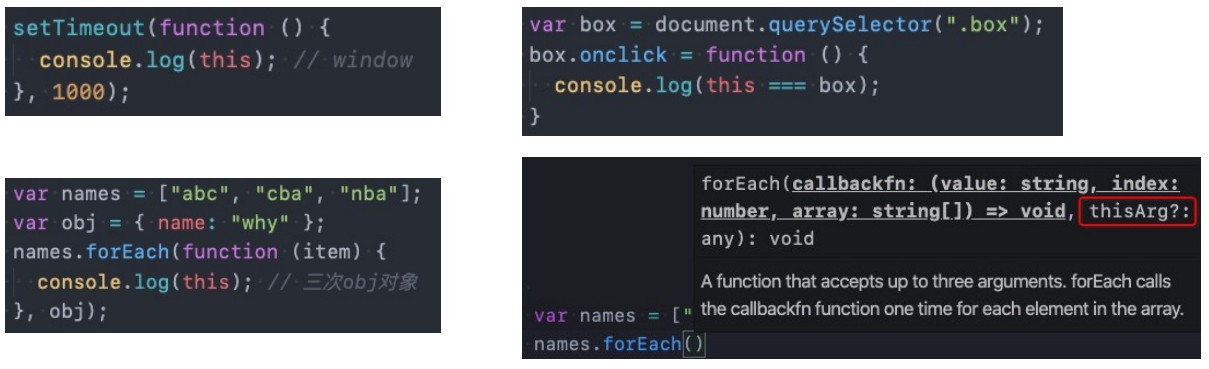 setTimeout(function () {
  console.log(this); // window
}, 1000);
var box = document.querySelector(".box");
box.onclick = function () {
  console.log(this === box);
}
var names = ["abc", "cba", "nba"];
var obj = { name: "why" };
names.forEach(function (item) {
  console.log(this); // 三次obj对象
}, obj);
forEach(callbackfn: (value: string, index:
number, array: string[]) => void, thisArg?:
any): void
A function that accepts up to three arguments. forEach calls
the callbackfn function one time for each element in the array.
var names = ["
names.forEach()